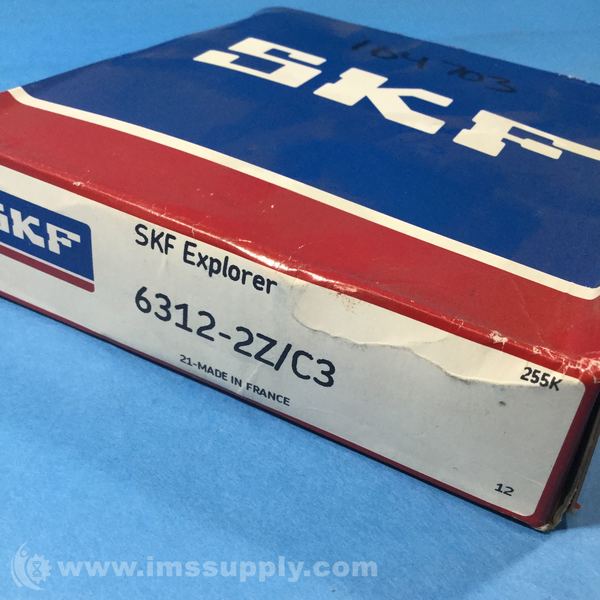 164703
SKF
SKF
SKF Explorer
6312-2Z/C3
21-MADE IN FRANCE
255K
12
www.imssupply.com/